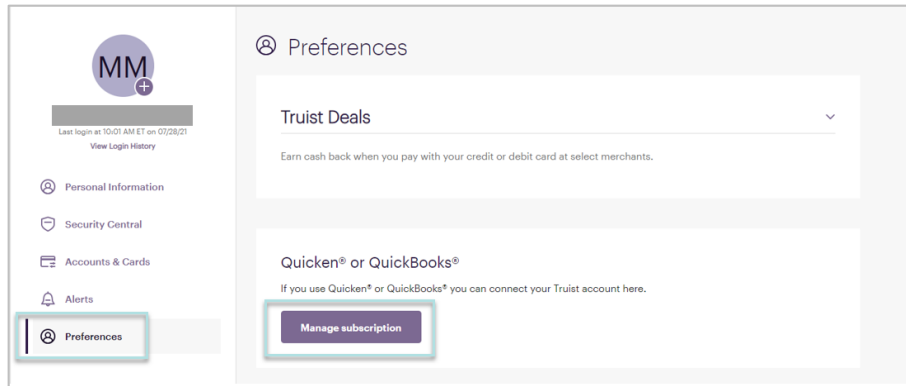 MM
Last login at 10:01 AM ET on 07/28/21
View Login History
Personal Information
Security Central
Accounts & Cards
Alerts
Preferences
Preferences
Truist Deals
Earn cash back when you pay with your credit or debit card at select merchants.
Quicken® or QuickBooks®
If you use Quicken® or QuickBooks® you can connect your Truist account here.
Manage subscription